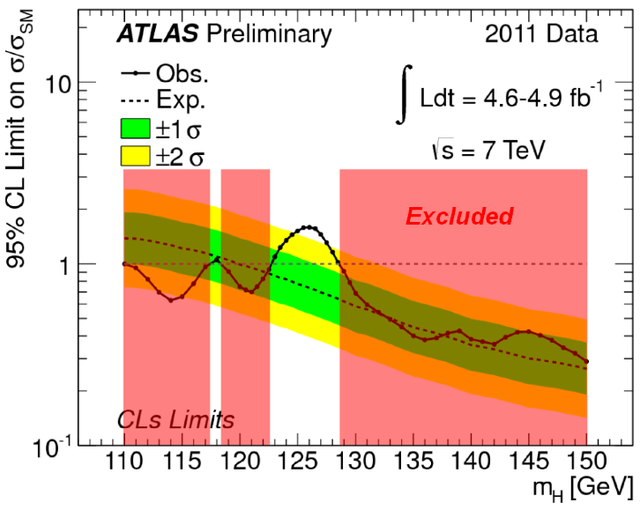 ATLAS Preliminary 2011 Data
Obs.
Exp.
±1 σ
±2 σ
∫ Ldt = 4.6-4.9 fb⁻¹
√s = 7 TeV
Excluded
CLs Limits
95% CL Limit on σ/σ_SM
10
1
10⁻¹
110 115 120 125 130 135 140 145 150
m_H [GeV]